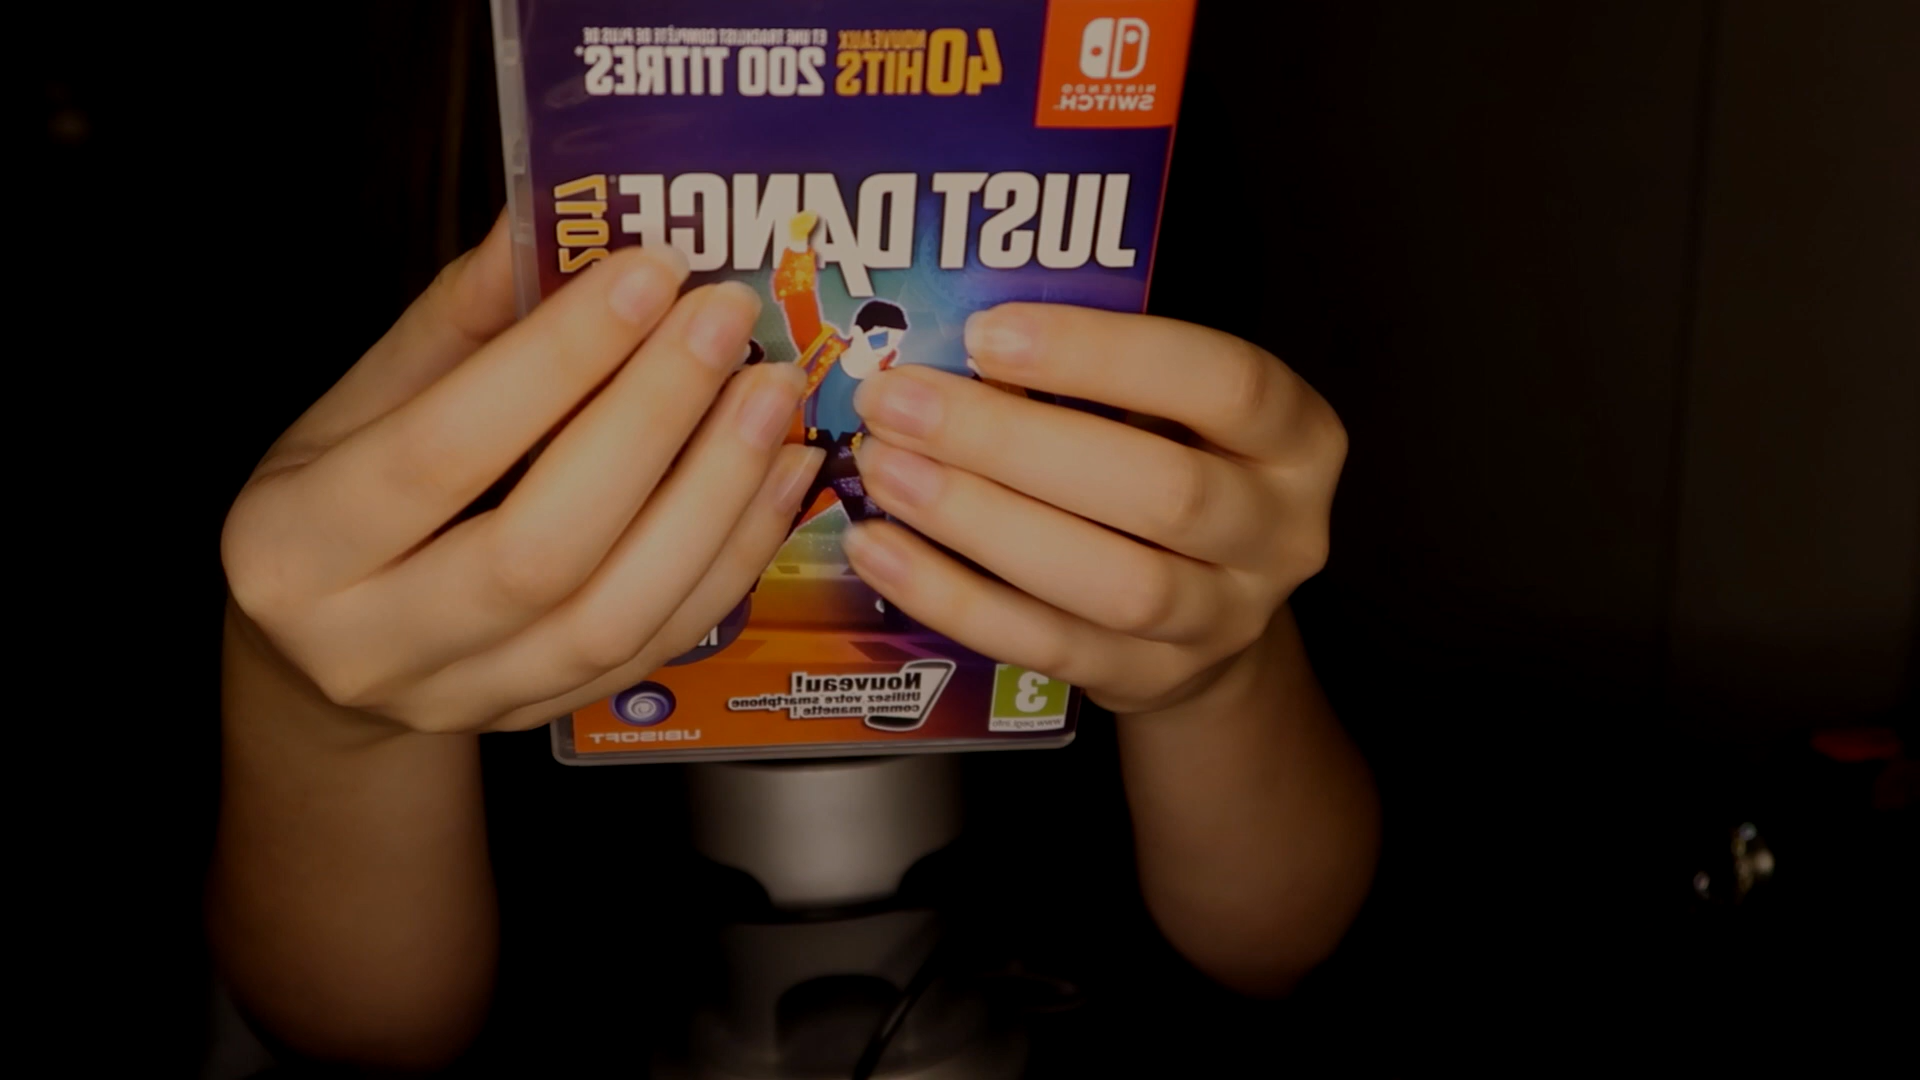 40 NOUVEAUX HITS
ET UNE TRACKLIST COMPLÈTE DE PLUS DE
200 TITRES*
NINTENDO
SWITCH™
JUST DANCE®
2017
Nouveau!
Utilisez votre smartphone
comme manette !
3
www.pegi.info
UBISOFT